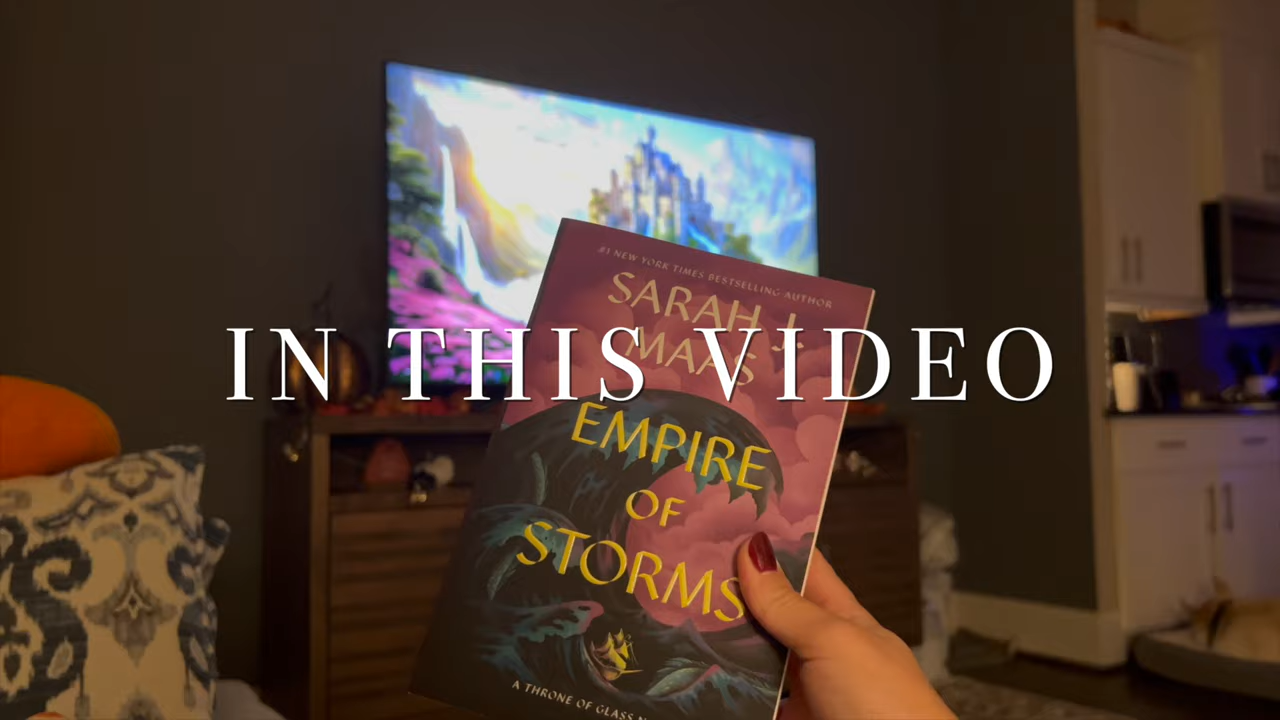 #1 NEW YORK TIMES BESTSELLING AUTHOR
SARAH J.
MAAS
IN THIS VIDEO
EMPIRE
OF
STORMS
A THRONE OF GLASS